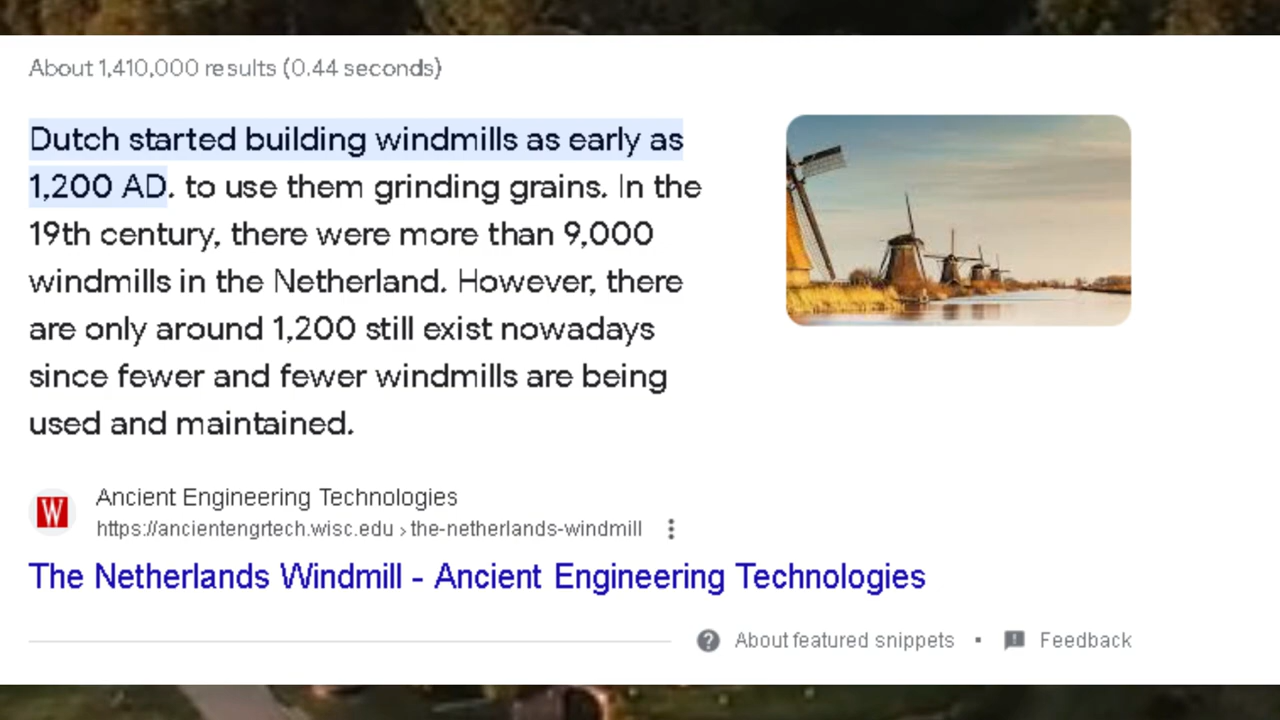 About 1,410,000 results (0.44 seconds)
Dutch started building windmills as early as
1,200 AD. to use them grinding grains. In the
19th century, there were more than 9,000
windmills in the Netherland. However, there
are only around 1,200 still exist nowadays
since fewer and fewer windmills are being
used and maintained.
W
Ancient Engineering Technologies
https://ancientengrtech.wisc.edu › the-netherlands-windmill
The Netherlands Windmill - Ancient Engineering Technologies
About featured snippets • Feedback